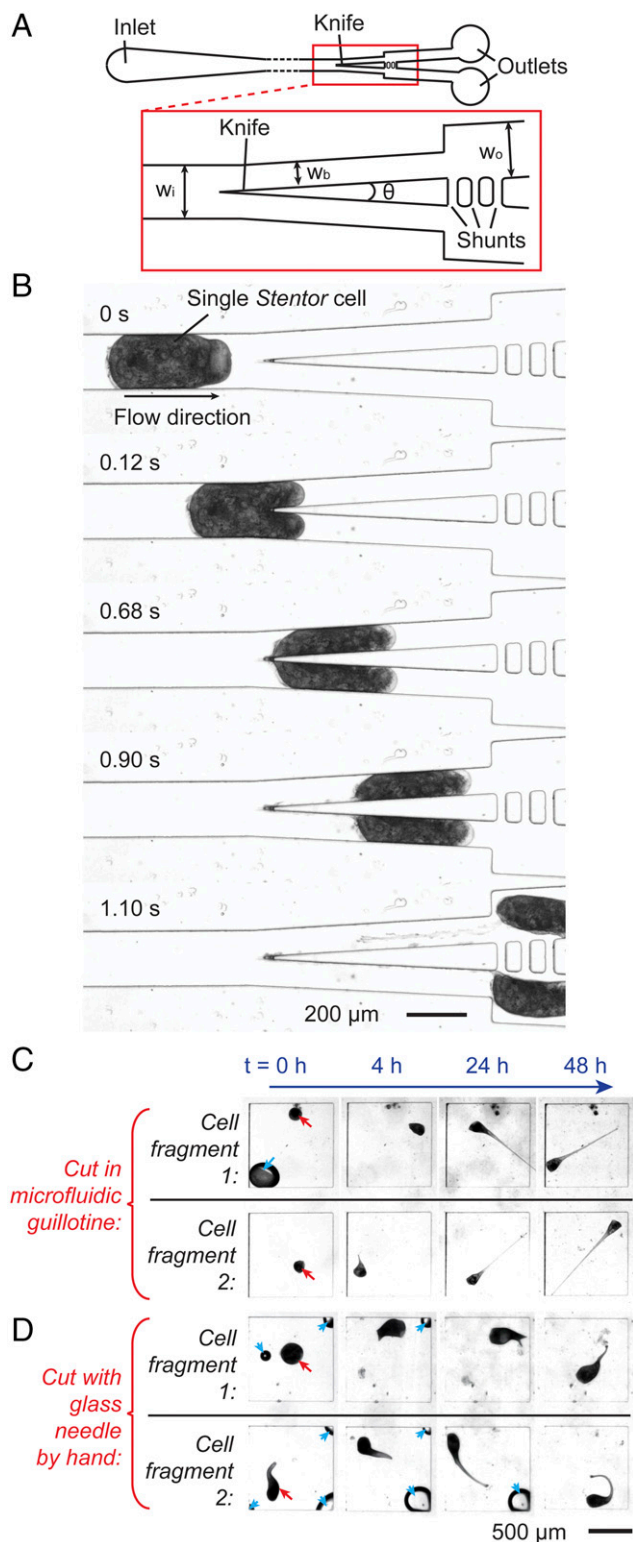 A
Inlet
Knife
Outlets
Knife
wi
wb
θ
wo
Shunts
B
Single Stentor cell
0 s
Flow direction
0.12 s
0.68 s
0.90 s
1.10 s
200 μm
C
t = 0 h 4 h 24 h 48 h
Cut in
microfluidic
guillotine:
Cell
fragment
1:
Cell
fragment
2:
D
Cut with
glass
needle
by hand:
Cell
fragment
1:
Cell
fragment
2:
500 μm